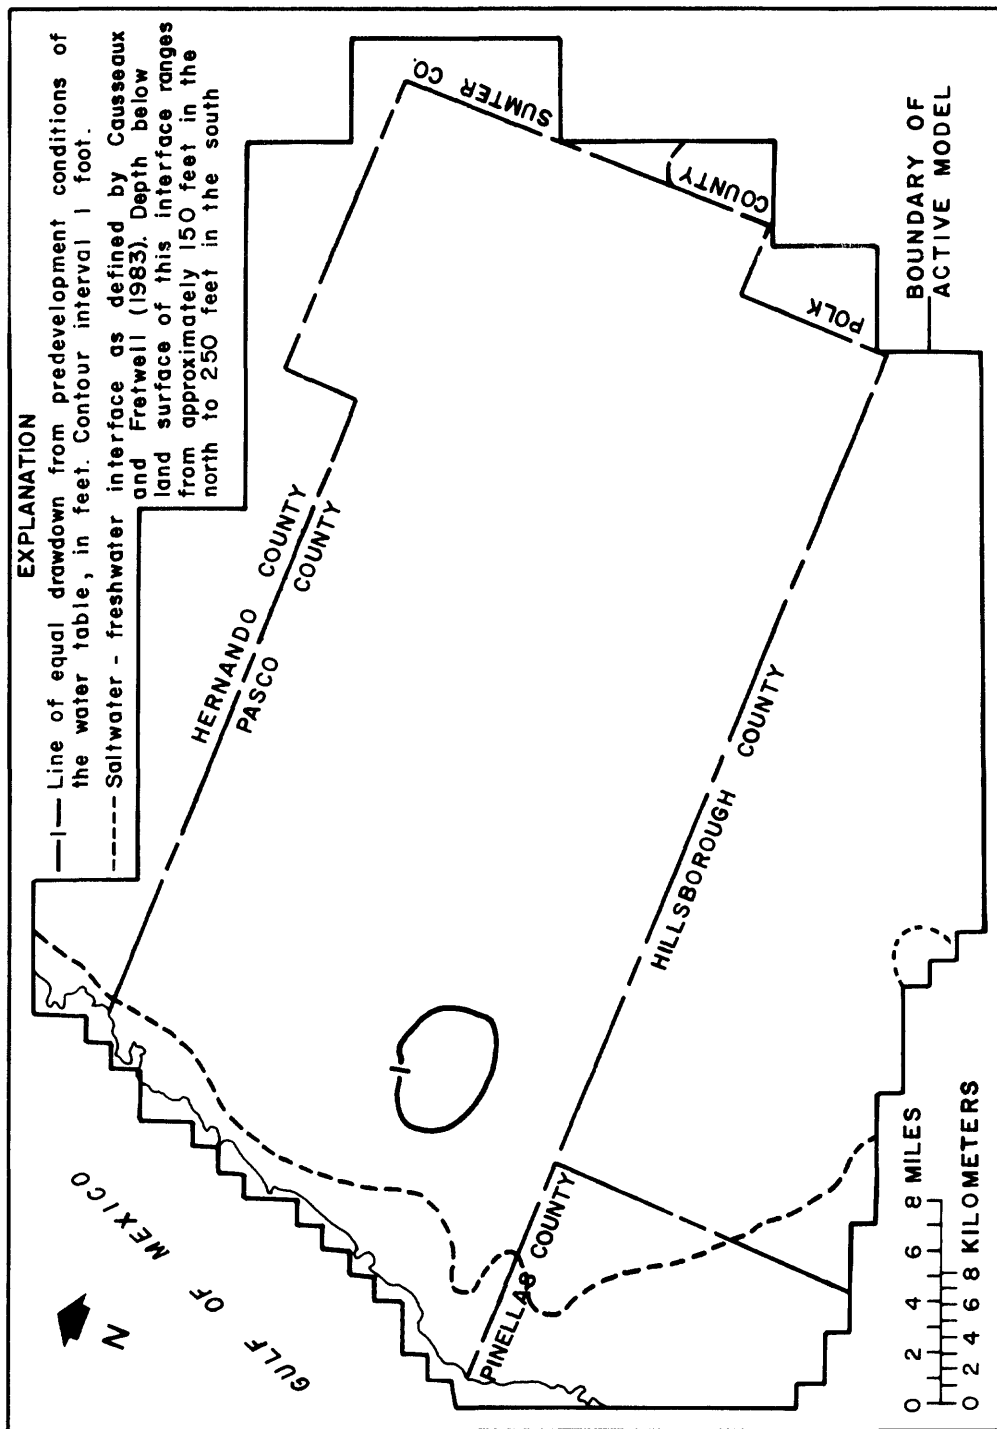 EXPLANATION
—1— Line of equal drawdown from predevelopment conditions of
the water table, in feet. Contour interval 1 foot.
----- Saltwater - freshwater interface as defined by Causseaux
and Fretwell (1983). Depth below
land surface of this interface ranges
from approximately 150 feet in the
north to 250 feet in the south
HERNANDO COUNTY
PASCO COUNTY
SUMTER CO.
COUNTY
POLK
BOUNDARY OF
ACTIVE MODEL
HILLSBOROUGH COUNTY
PINELLAS COUNTY
1
GULF OF MEXICO
N
0 2 4 6 8 MILES
0 2 4 6 8 KILOMETERS